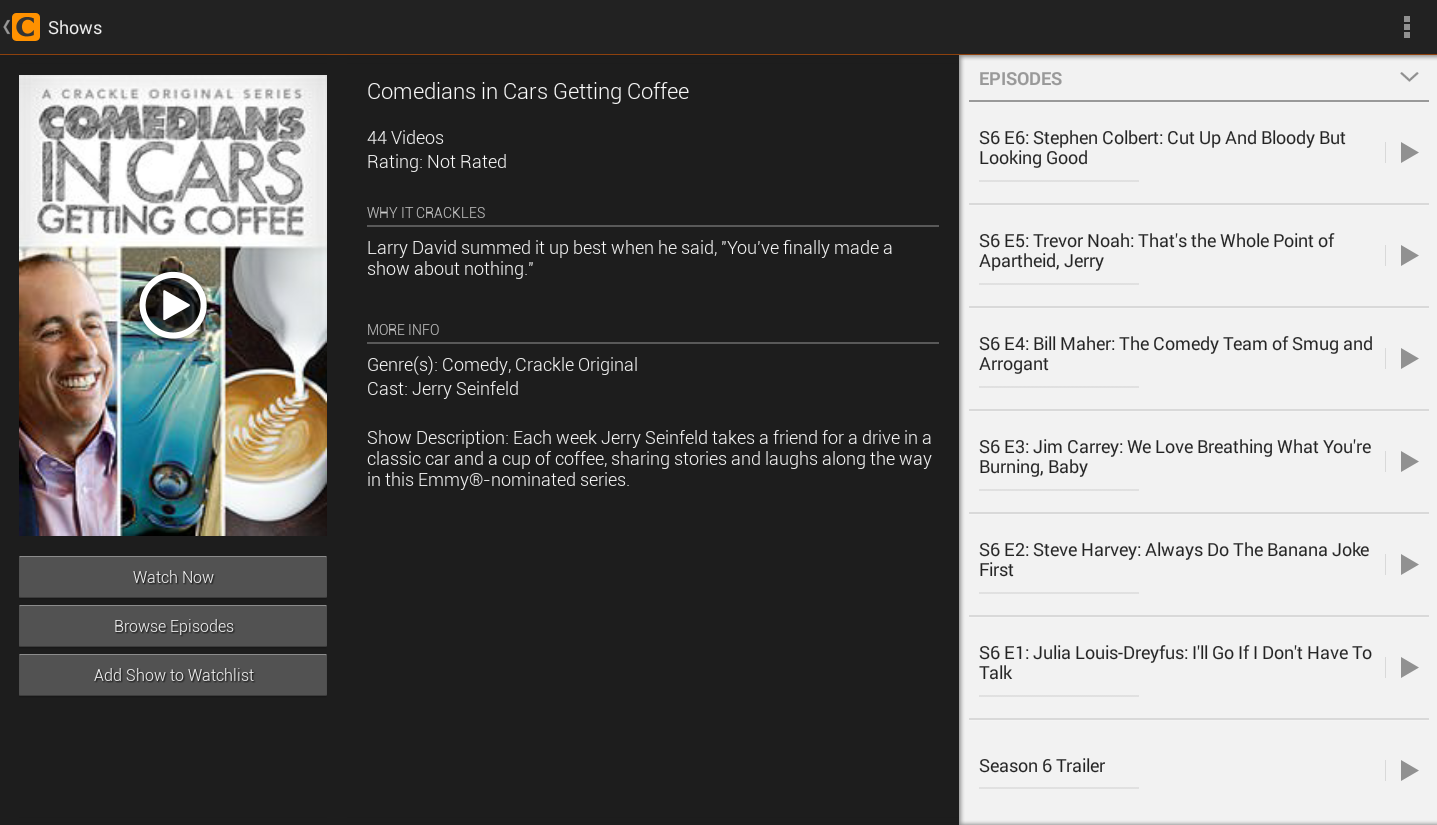 C Shows
A CRACKLE ORIGINAL SERIES
COMEDIANS
IN CARS
GETTING COFFEE
Watch Now
Browse Episodes
Add Show to Watchlist
Comedians in Cars Getting Coffee
44 Videos
Rating: Not Rated
WHY IT CRACKLES
Larry David summed it up best when he said, "You've finally made a
show about nothing."
MORE INFO
Genre(s): Comedy, Crackle Original
Cast: Jerry Seinfeld
Show Description: Each week Jerry Seinfeld takes a friend for a drive in a
classic car and a cup of coffee, sharing stories and laughs along the way
in this Emmy®-nominated series.
EPISODES
S6 E6: Stephen Colbert: Cut Up And Bloody But
Looking Good
S6 E5: Trevor Noah: That's the Whole Point of
Apartheid, Jerry
S6 E4: Bill Maher: The Comedy Team of Smug and
Arrogant
S6 E3: Jim Carrey: We Love Breathing What You're
Burning, Baby
S6 E2: Steve Harvey: Always Do The Banana Joke
First
S6 E1: Julia Louis-Dreyfus: I'll Go If I Don't Have To
Talk
Season 6 Trailer